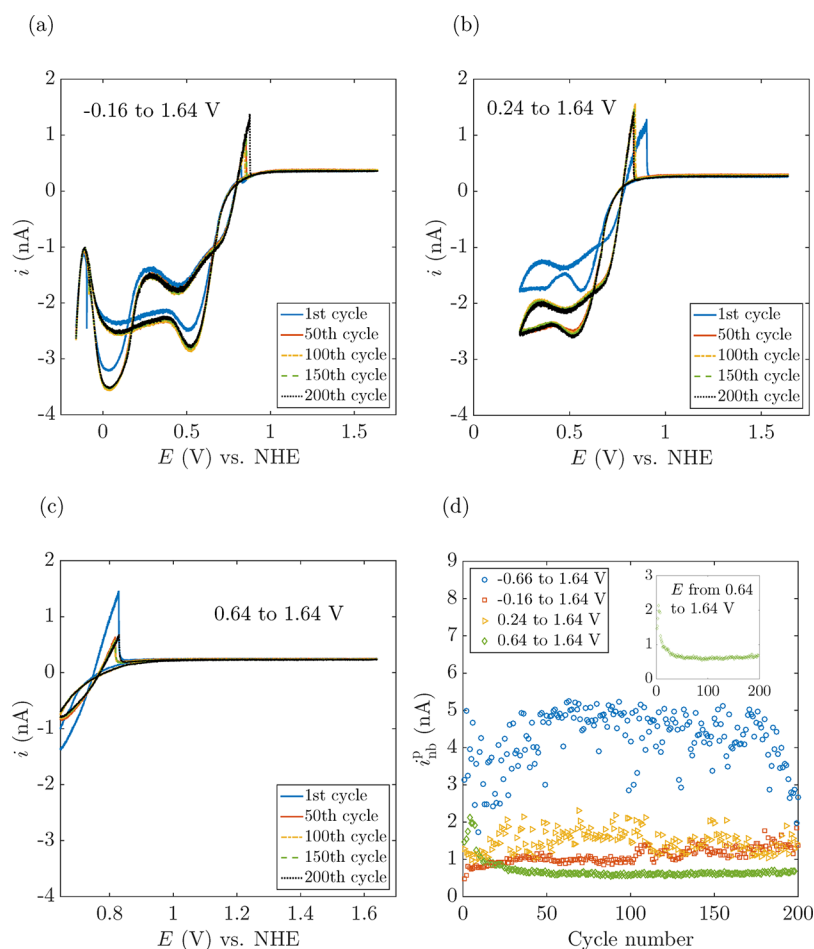 (a)
-0.16 to 1.64 V
2
1
0
-1
-2
-3
-4
i (nA)
0
0.5
1
1.5
E (V) vs. NHE
1st cycle
50th cycle
100th cycle
150th cycle
200th cycle
(b)
0.24 to 1.64 V
2
1
0
-1
-2
-3
-4
i (nA)
0
0.5
1
1.5
E (V) vs. NHE
1st cycle
50th cycle
100th cycle
150th cycle
200th cycle
(c)
0.64 to 1.64 V
2
1
0
-1
-2
-3
-4
i (nA)
0.8
1
1.2
1.4
1.6
E (V) vs. NHE
1st cycle
50th cycle
100th cycle
150th cycle
200th cycle
(d)
9
8
7
6
5
4
3
2
1
0
i^p_nb (nA)
0
50
100
150
200
Cycle number
-0.66 to 1.64 V
-0.16 to 1.64 V
0.24 to 1.64 V
0.64 to 1.64 V
3
2
1
0
E from 0.64
to 1.64 V
0
100
200